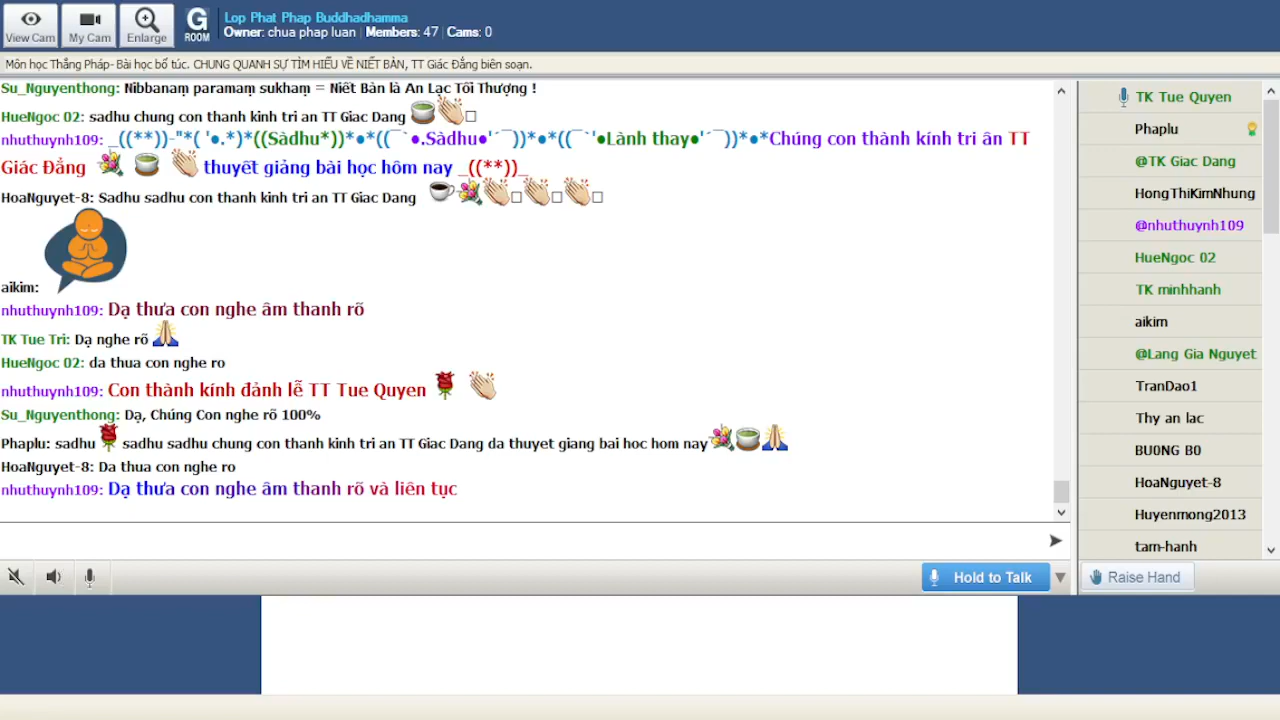 View Cam
My Cam
Enlarge
G
ROOM
Lop Phat Phap Buddhadhamma
Owner: chua phap luan | Members: 47 | Cams: 0
Môn học Thắng Pháp- Bài học bổ túc. CHUNG QUANH SỰ TÌM HIỂU VỀ NIẾT BÀN, TT Giác Đẳng biên soạn.
Su_Nguyenthong: Nibbanaṃ paramaṃ sukhaṃ = Niết Bàn là An Lạc Tối Thượng !
HueNgoc 02: sadhu chung con thanh kinh tri an TT Giac Dang
nhuthuynh109: _((**))-"*( '●.*)*((Sàdhu*))*●*((¯`●.Sàdhu●'´¯))*●*((¯`'●Lành thay●'´¯))*●*Chúng con thành kính tri ân TT
Giác Đẳng thuyết giảng bài học hôm nay _((**))_
HoaNguyet-8: Sadhu sadhu con thanh kinh tri an TT Giac Dang
aikim:
nhuthuynh109: Dạ thưa con nghe âm thanh rõ
TK Tue Tri: Dạ nghe rõ
HueNgoc 02: da thua con nghe ro
nhuthuynh109: Con thành kính đảnh lễ TT Tue Quyen
Su_Nguyenthong: Dạ, Chúng Con nghe rõ 100%
Phaplu: sadhu sadhu sadhu chung con thanh kinh tri an TT Giac Dang da thuyet giang bai hoc hom nay
HoaNguyet-8: Da thua con nghe ro
nhuthuynh109: Dạ thưa con nghe âm thanh rõ và liên tục
Hold to Talk
TK Tue Quyen
Phaplu
@TK Giac Dang
HongThiKimNhung
@nhuthuynh109
HueNgoc 02
TK minhhanh
aikim
@Lang Gia Nguyet
TranDao1
Thy an lac
BU0NG B0
HoaNguyet-8
Huyenmong2013
tam-hanh
Raise Hand